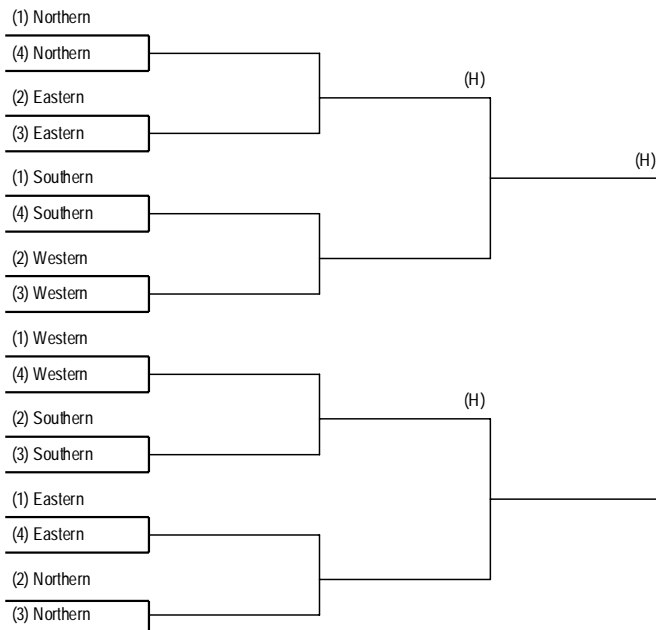 (1) Northern
(4) Northern
(H)
(2) Eastern
(3) Eastern
(H)
(1) Southern
(4) Southern
(2) Western
(3) Western
(1) Western
(4) Western
(H)
(2) Southern
(3) Southern
(1) Eastern
(4) Eastern
(2) Northern
(3) Northern